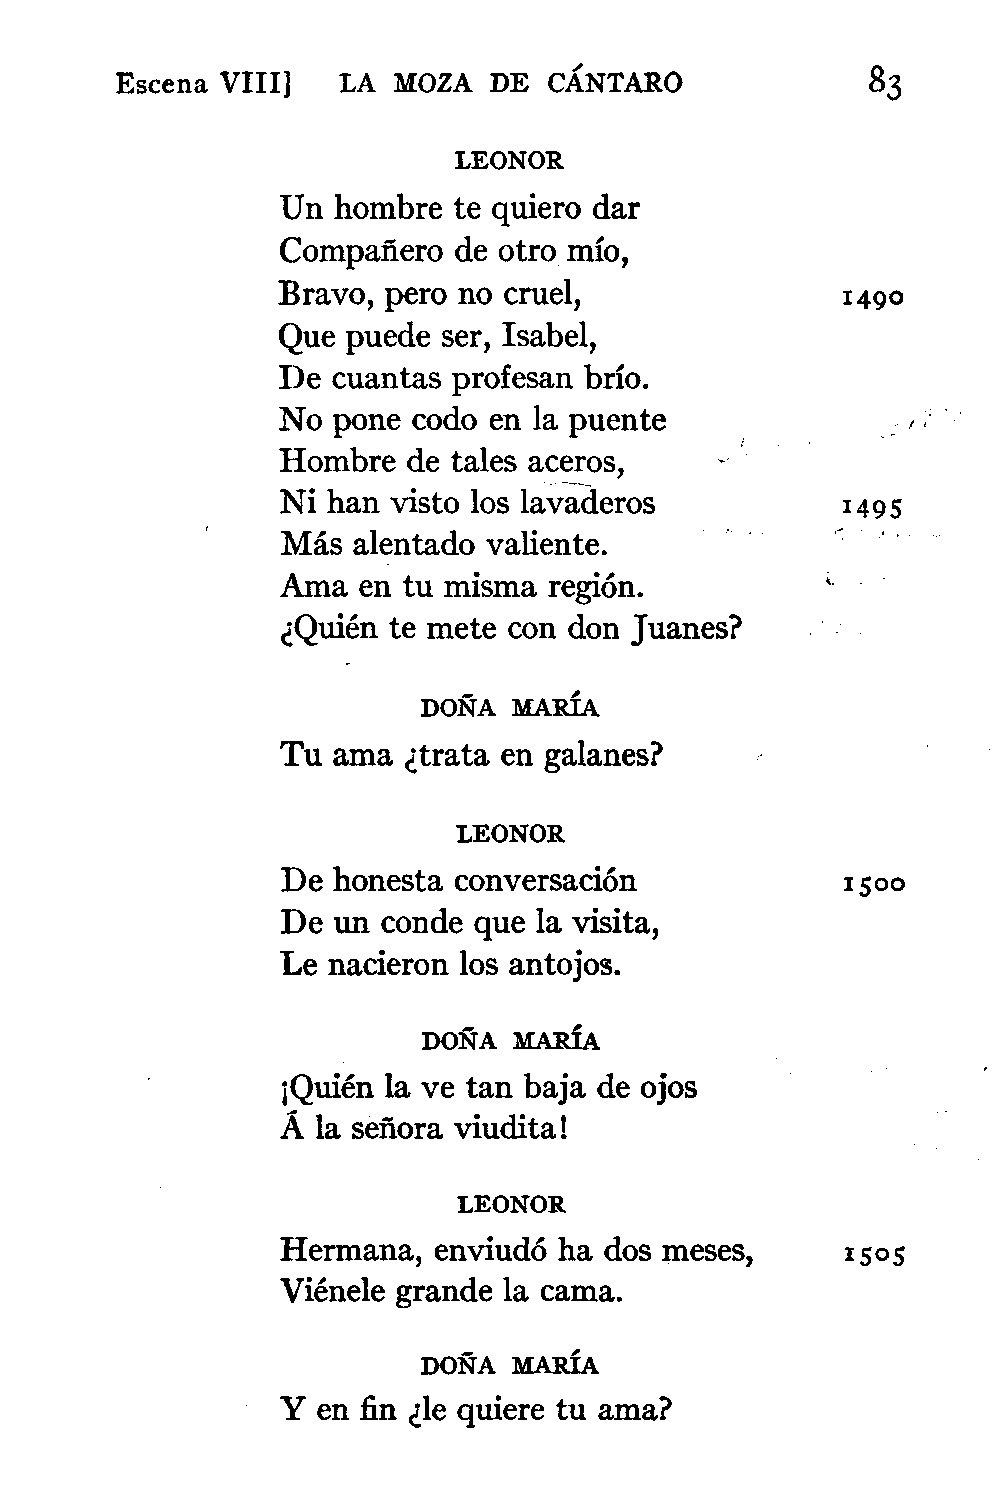 Escena VIII] LA MOZA DE CÁNTARO 83
LEONOR
Un hombre te quiero dar
Compañero de otro mío,
Bravo, pero no cruel, 1490
Que puede ser, Isabel,
De cuantas profesan brío.
No pone codo en la puente
Hombre de tales aceros,
Ni han visto los lavaderos 1495
Más alentado valiente.
Ama en tu misma región.
¿Quién te mete con don Juanes?
DOÑA MARÍA
Tu ama ¿trata en galanes?
LEONOR
De honesta conversación 1500
De un conde que la visita,
Le nacieron los antojos.
DOÑA MARÍA
¡Quién la ve tan baja de ojos
Á la señora viudita!
LEONOR
Hermana, enviudó ha dos meses, 1505
Viénele grande la cama.
DOÑA MARÍA
Y en fin ¿le quiere tu ama?